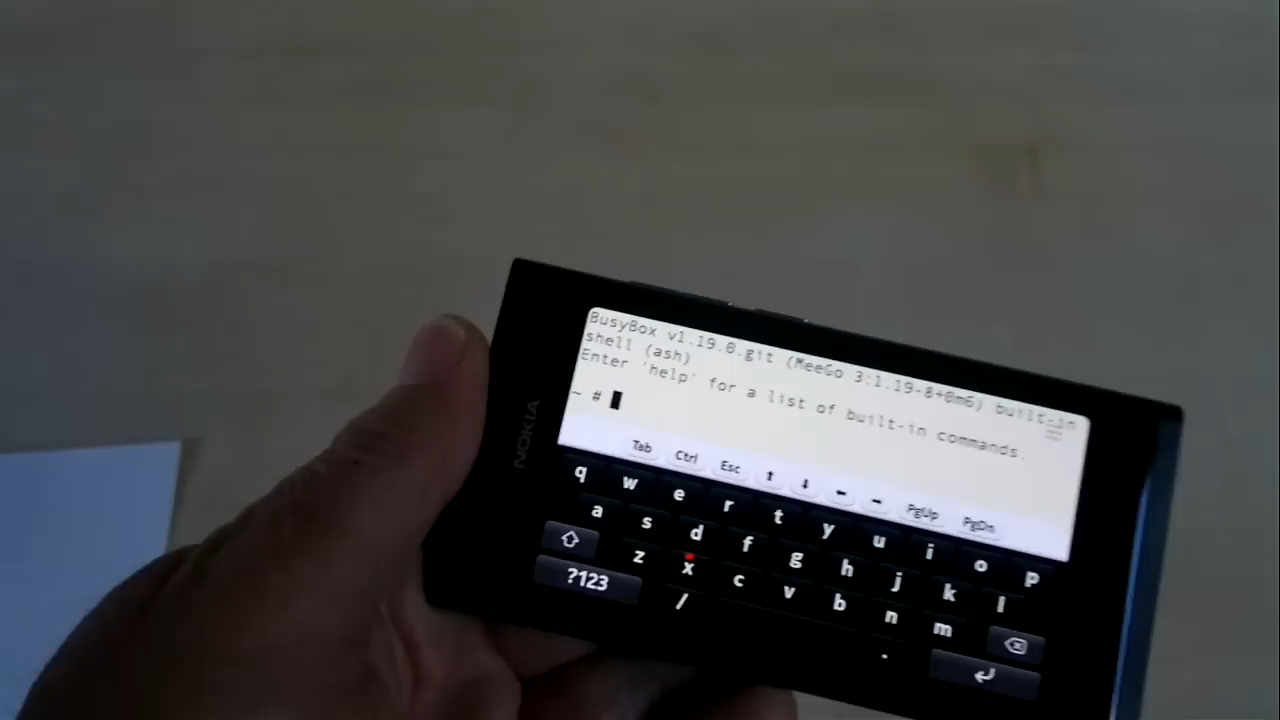 BusyBox v1.19.0.git (MeeGo 3:1.19-8+0m6) built-in
shell (ash)
Enter 'help' for a list of built-in commands.
~ #
NOKIA
Tab Ctrl Esc ↑ ↓ ← → PgUp PgDn
q w e r t y u i o p
a s d f g h j k l
z x c v b n m
?123 / .